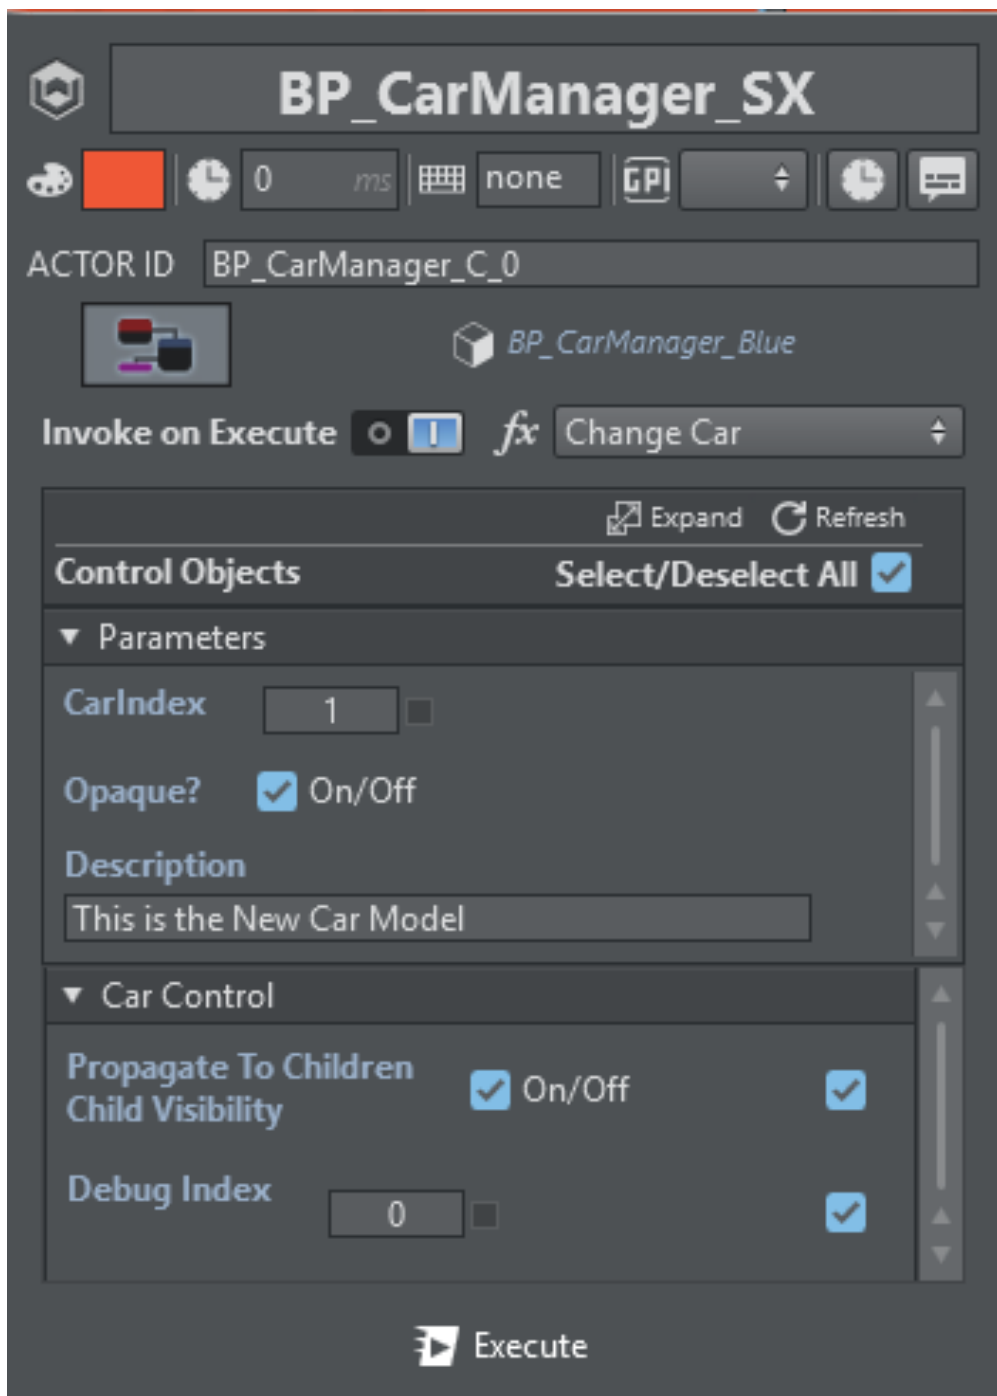 BP_CarManager_SX
0 ms none GPI
ACTOR ID BP_CarManager_C_0
BP_CarManager_Blue
Invoke on Execute fx Change Car
Expand Refresh
Control Objects Select/Deselect All
Parameters
CarIndex 1
Opaque? On/Off
Description
This is the New Car Model
Car Control
Propagate To Children
Child Visibility On/Off
Debug Index 0
Execute